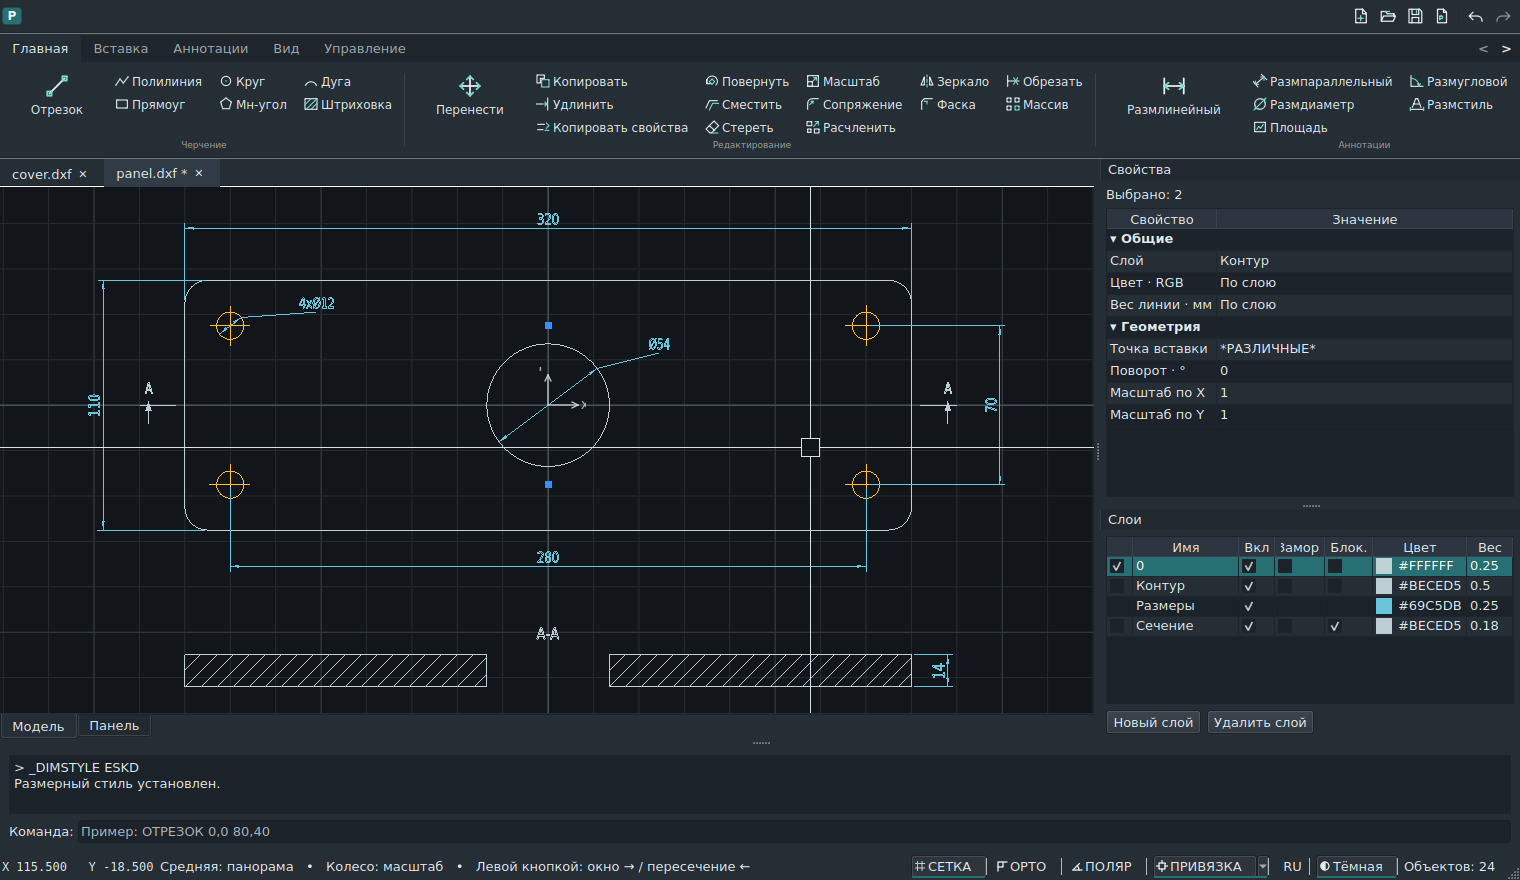 P
Главная Вставка Аннотации Вид Управление < >
Отрезок
Полилиния Круг Дуга
Прямоуг Мн-угол Штриховка
Черчение
Перенести
Копировать Повернуть Масштаб Зеркало Обрезать
Удлинить Сместить Сопряжение Фаска Массив
Копировать свойства Стереть Расчленить
Редактирование
Размлинейный
Размпараллельный Размугловой
Размдиаметр Размстиль
Площадь
Аннотации
cover.dxf × panel.dxf * ×
320
4xØ12
Ø54
110
A A
70
X
280
A-A
14
Модель Панель
Свойства
Выбрано: 2
Свойство Значение
▾ Общие
Слой Контур
Цвет · RGB По слою
Вес линии · мм По слою
▾ Геометрия
Точка вставки *РАЗЛИЧНЫЕ*
Поворот · ° 0
Масштаб по X 1
Масштаб по Y 1
Слои
Имя Вкл Замор Блок. Цвет Вес
✓ 0 ✓ #FFFFFF 0.25
Контур ✓ #BECED5 0.5
Размеры ✓ #69C5DB 0.25
Сечение ✓ ✓ #BECED5 0.18
Новый слой Удалить слой
> _DIMSTYLE ESKD
Размерный стиль установлен.
Команда: Пример: ОТРЕЗОК 0,0 80,40
X 115.500 Y -18.500 Средняя: панорама • Колесо: масштаб • Левой кнопкой: окно → / пересечение ← СЕТКА ОРТО ПОЛЯР ПРИВЯЗКА RU Тёмная Объектов: 24